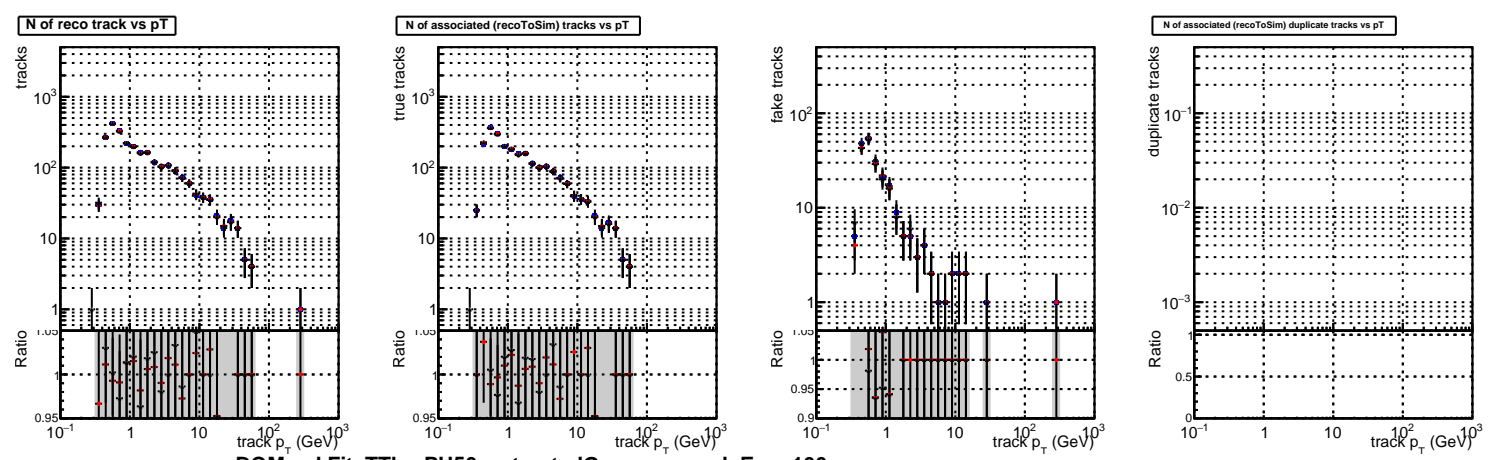 N of reco track vs pT
tracks
10³
10²
10
1
Ratio
1.05
1
0.95
10⁻¹ 1 10 10² 10³
track p_T (GeV)
N of associated (recoToSim) tracks vs pT
true tracks
10³
10²
10
1
Ratio
1.05
1
0.95
10⁻¹ 1 10 10² 10³
track p_T (GeV)
fake tracks
10²
10
1
Ratio
1.05
1
0.95
0.9
10⁻¹ 1 10 10² 10³
track p_T (GeV)
N of associated (recoToSim) duplicate tracks vs pT
duplicate tracks
10⁻¹
10⁻²
10⁻³
Ratio
1
0.5
0
10⁻¹ 1 10 10² 10³
track p_T (GeV)